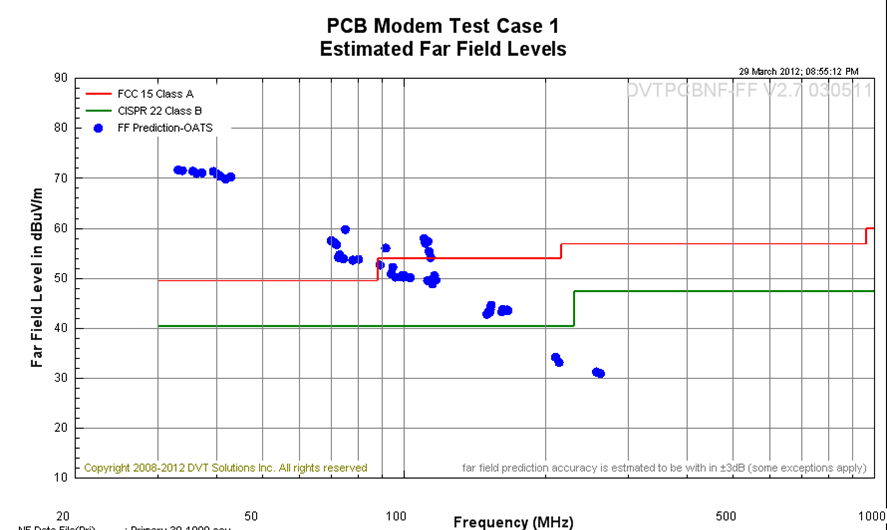 PCB Modem Test Case 1
Estimated Far Field Levels
29 March 2012; 08:55:12 PM
DVTPCBNF-FF V2.7 030511
FCC 15 Class A
CISPR 22 Class B
FF Prediction-OATS
90
80
70
60
50
40
30
20
10
Far Field Level in dBuV/m
Copyright 2008-2012 DVT Solutions Inc. All rights reserved
far field prediction accuracy is estmated to be with in ±3dB (some exceptions apply)
20 50 100 500 1000
Frequency (MHz)